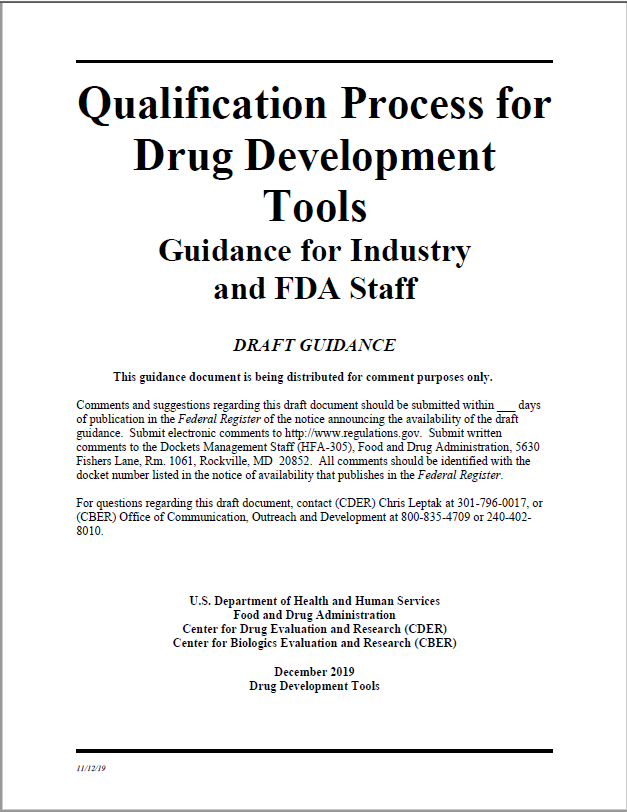 Qualification Process for
Drug Development
Tools
Guidance for Industry
and FDA Staff
DRAFT GUIDANCE
This guidance document is being distributed for comment purposes only.
Comments and suggestions regarding this draft document should be submitted within ___ days
of publication in the Federal Register of the notice announcing the availability of the draft
guidance. Submit electronic comments to http://www.regulations.gov. Submit written
comments to the Dockets Management Staff (HFA-305), Food and Drug Administration, 5630
Fishers Lane, Rm. 1061, Rockville, MD 20852. All comments should be identified with the
docket number listed in the notice of availability that publishes in the Federal Register.
For questions regarding this draft document, contact (CDER) Chris Leptak at 301-796-0017, or
(CBER) Office of Communication, Outreach and Development at 800-835-4709 or 240-402-
8010.
U.S. Department of Health and Human Services
Food and Drug Administration
Center for Drug Evaluation and Research (CDER)
Center for Biologics Evaluation and Research (CBER)
December 2019
Drug Development Tools
11/12/19